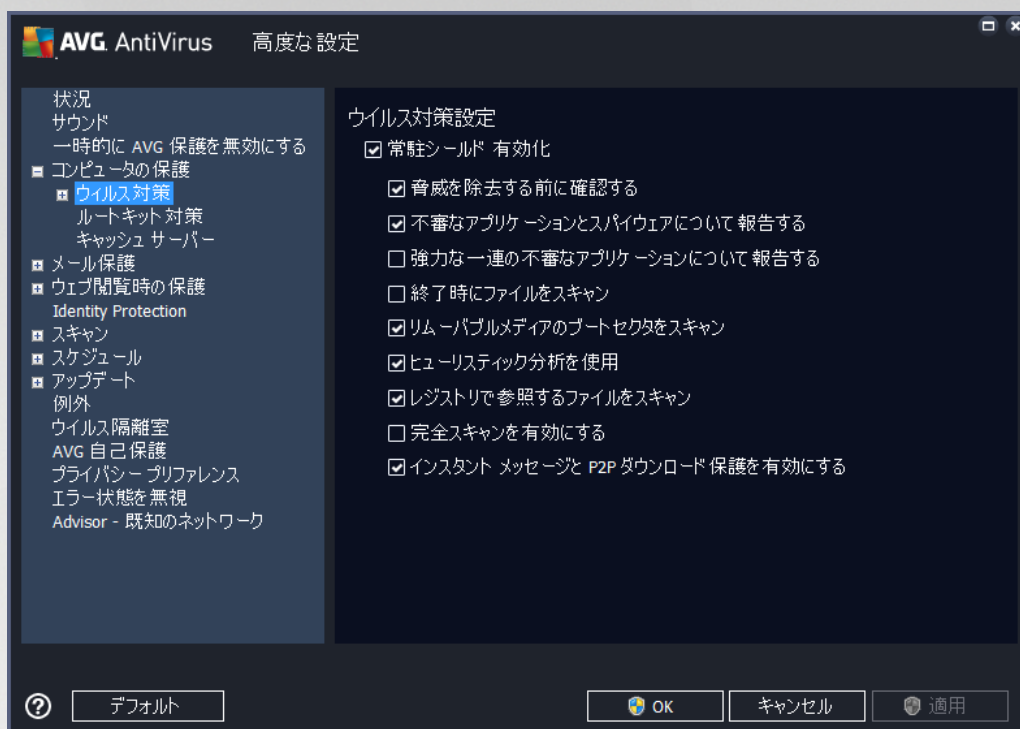 AVG. AntiVirus 高度な設定
状況
サウンド
一時的に AVG 保護を無効にする
コンピュータの保護
ウイルス対策
ルートキット対策
キャッシュ サーバー
メール保護
ウェブ閲覧時の保護
Identity Protection
スキャン
スケジュール
アップデート
例外
ウイルス隔離室
AVG 自己保護
プライバシー プリファレンス
エラー状態を無視
Advisor - 既知のネットワーク
ウイルス対策設定
常駐シールド 有効化
脅威を除去する前に確認する
不審なアプリケーションとスパイウェアについて報告する
強力な一連の不審なアプリケーションについて報告する
終了時にファイルをスキャン
リムーバブルメディアのブートセクタをスキャン
ヒューリスティック分析を使用
レジストリで参照するファイルをスキャン
完全スキャンを有効にする
インスタント メッセージと P2P ダウンロード保護を有効にする
デフォルト
OK
キャンセル
適用